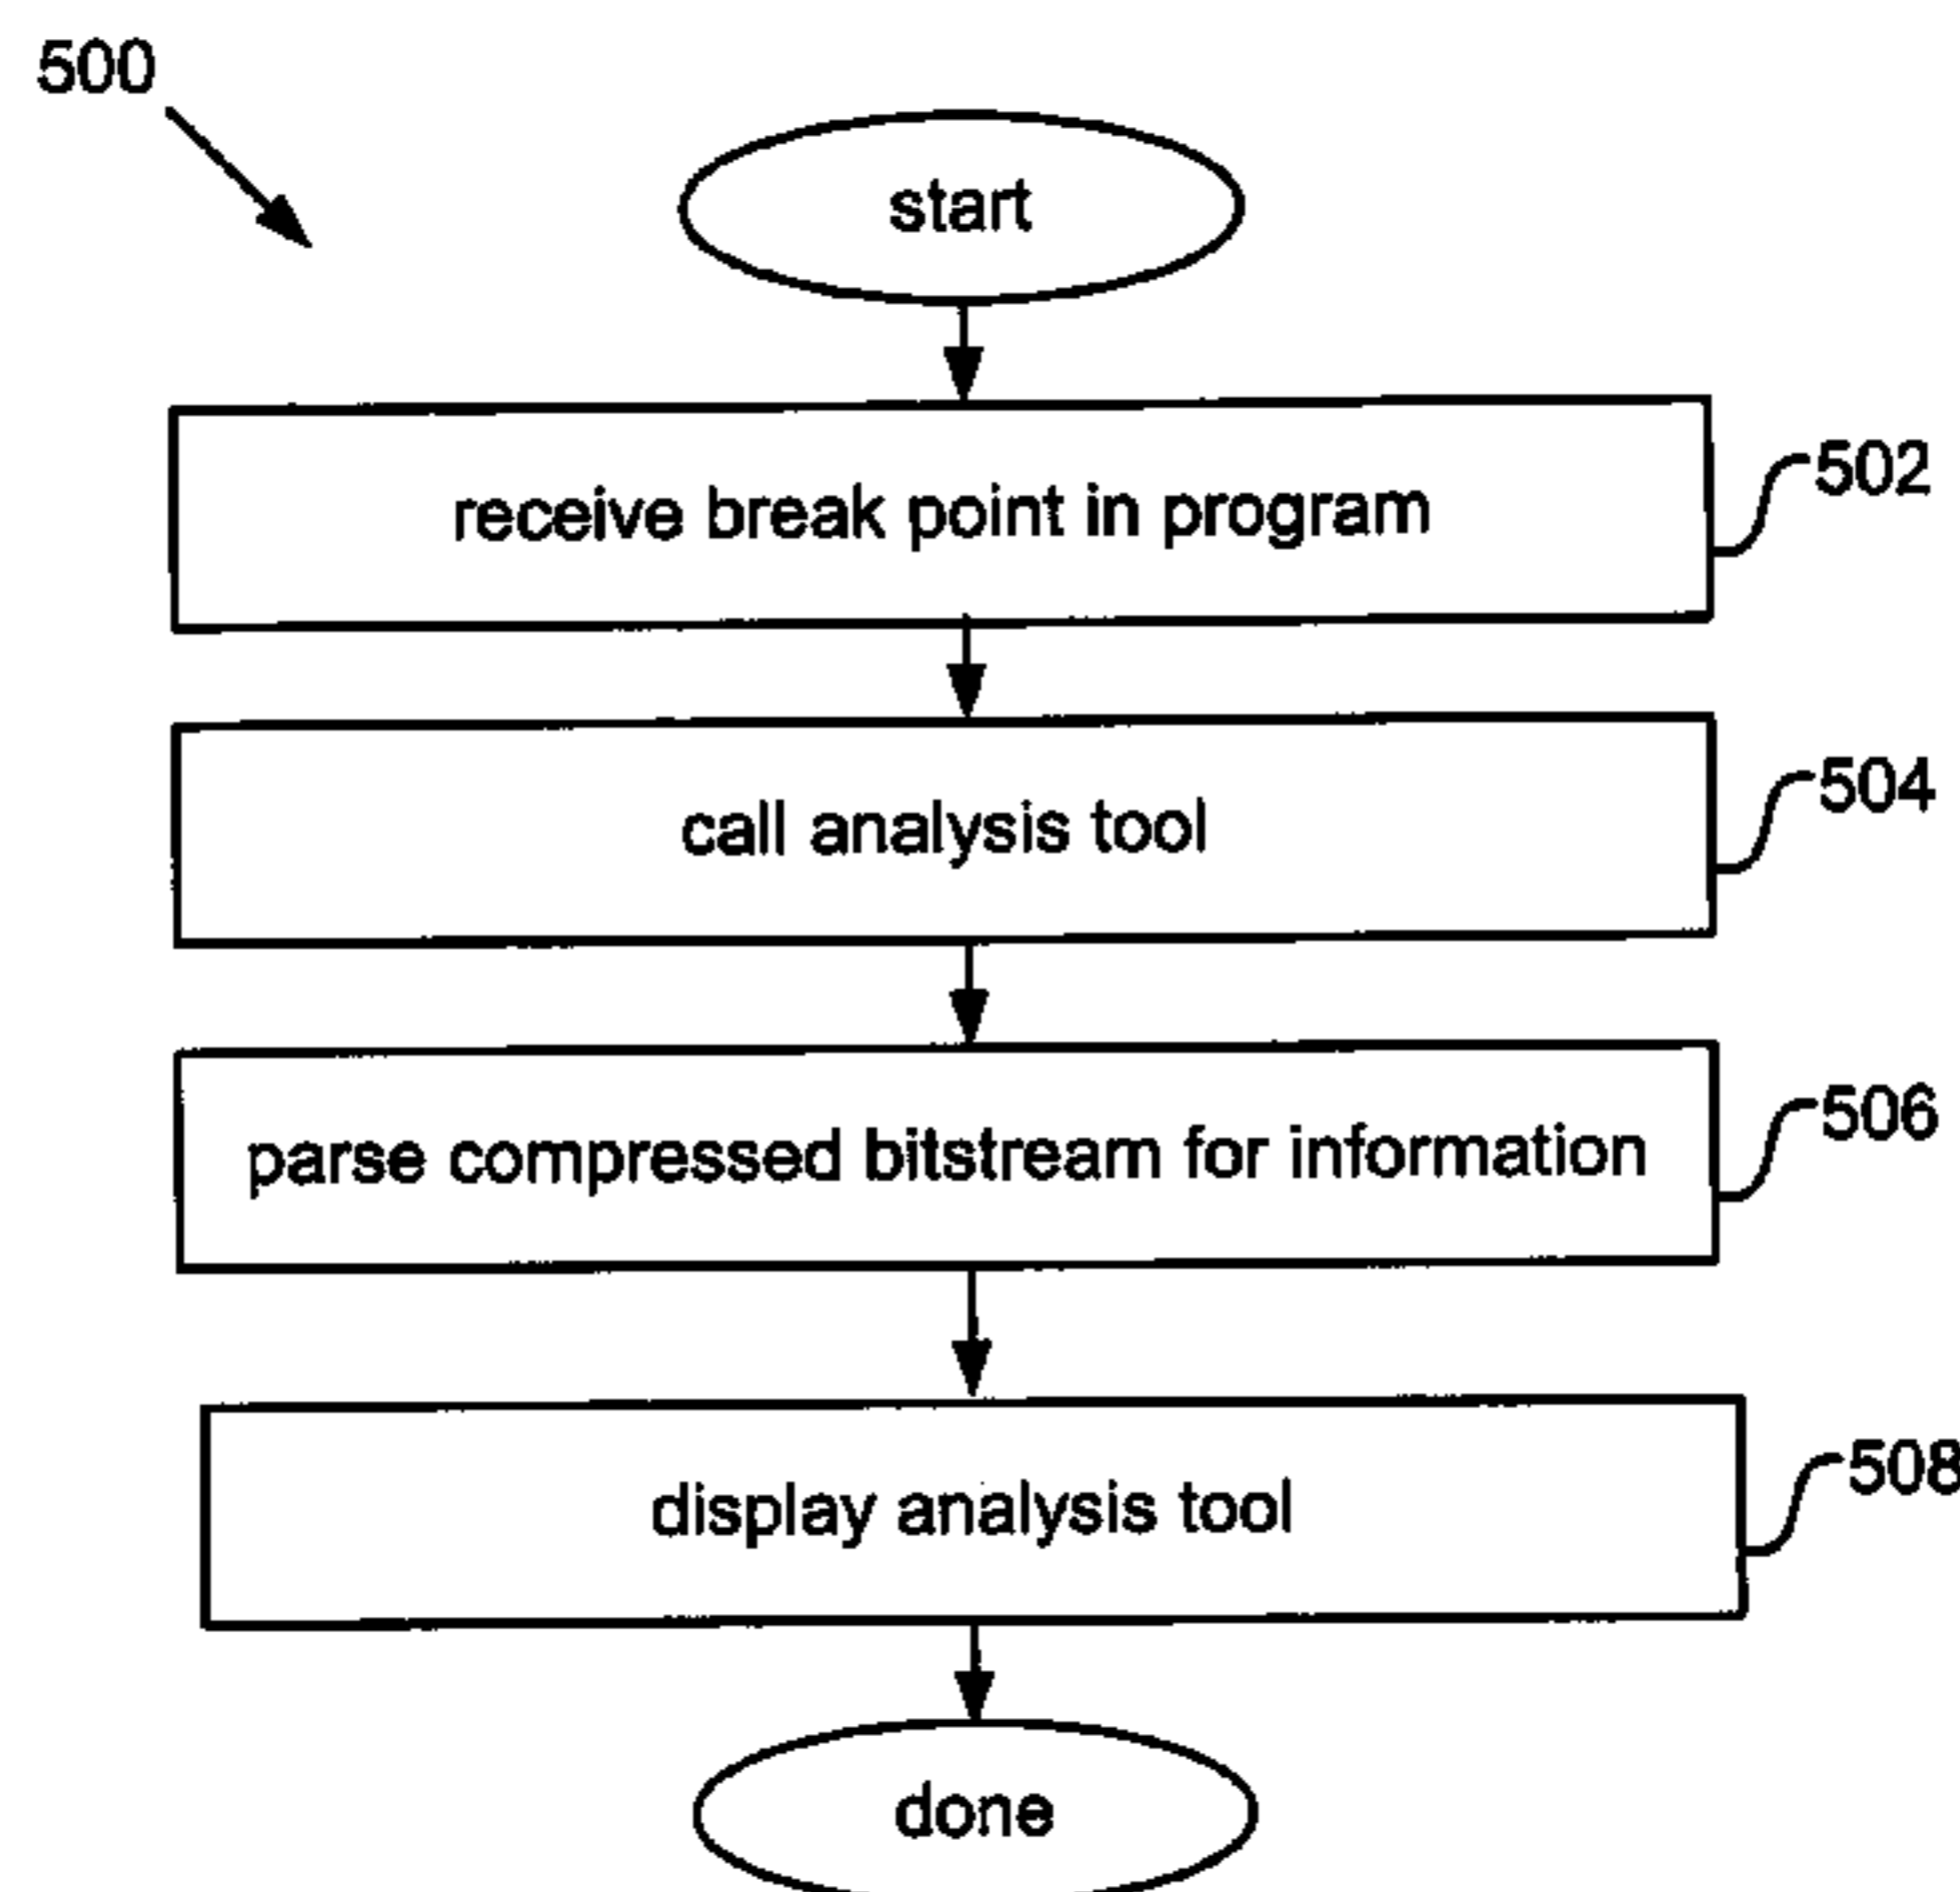 500
start
receive break point in program
502
call analysis tool
504
parse compressed bitstream for information
506
display analysis tool
508
done